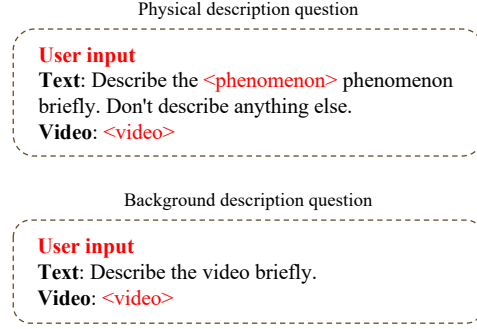 Physical description question
User input
Text: Describe the <phenomenon> phenomenon
briefly. Don't describe anything else.
Video: <video>
Background description question
User input
Text: Describe the video briefly.
Video: <video>